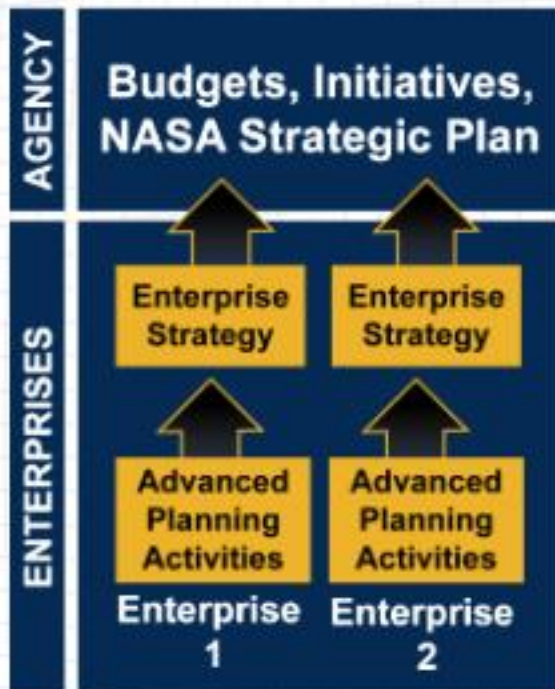 AGENCY
Budgets, Initiatives,
NASA Strategic Plan
ENTERPRISES
Enterprise
Strategy
Enterprise
Strategy
Advanced
Planning
Activities
Advanced
Planning
Activities
Enterprise
1
Enterprise
2